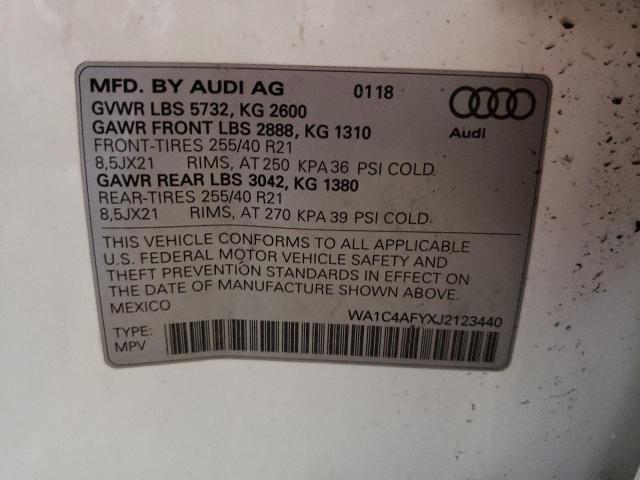 MFD. BY AUDI AG 0118
GVWR LBS 5732, KG 2600
GAWR FRONT LBS 2888, KG 1310
FRONT-TIRES 255/40 R21
8,5JX21 RIMS, AT 250 KPA 36 PSI COLD.
GAWR REAR LBS 3042, KG 1380
REAR-TIRES 255/40 R21
8,5JX21 RIMS, AT 270 KPA 39 PSI COLD.
Audi
THIS VEHICLE CONFORMS TO ALL APPLICABLE
U.S. FEDERAL MOTOR VEHICLE SAFETY AND
THEFT PREVENTION STANDARDS IN EFFECT ON
THE DATE OF MANUFACTURE SHOWN ABOVE.
MEXICO
WA1C4AFYXJ2123440
TYPE:
MPV